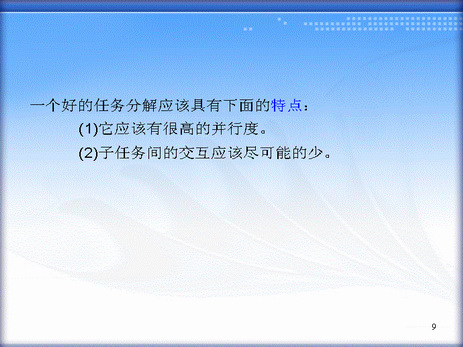 一个好的任务分解应该具有下面的特点：
(1)它应该有很高的并行度。
(2)子任务间的交互应该尽可能的少。
9